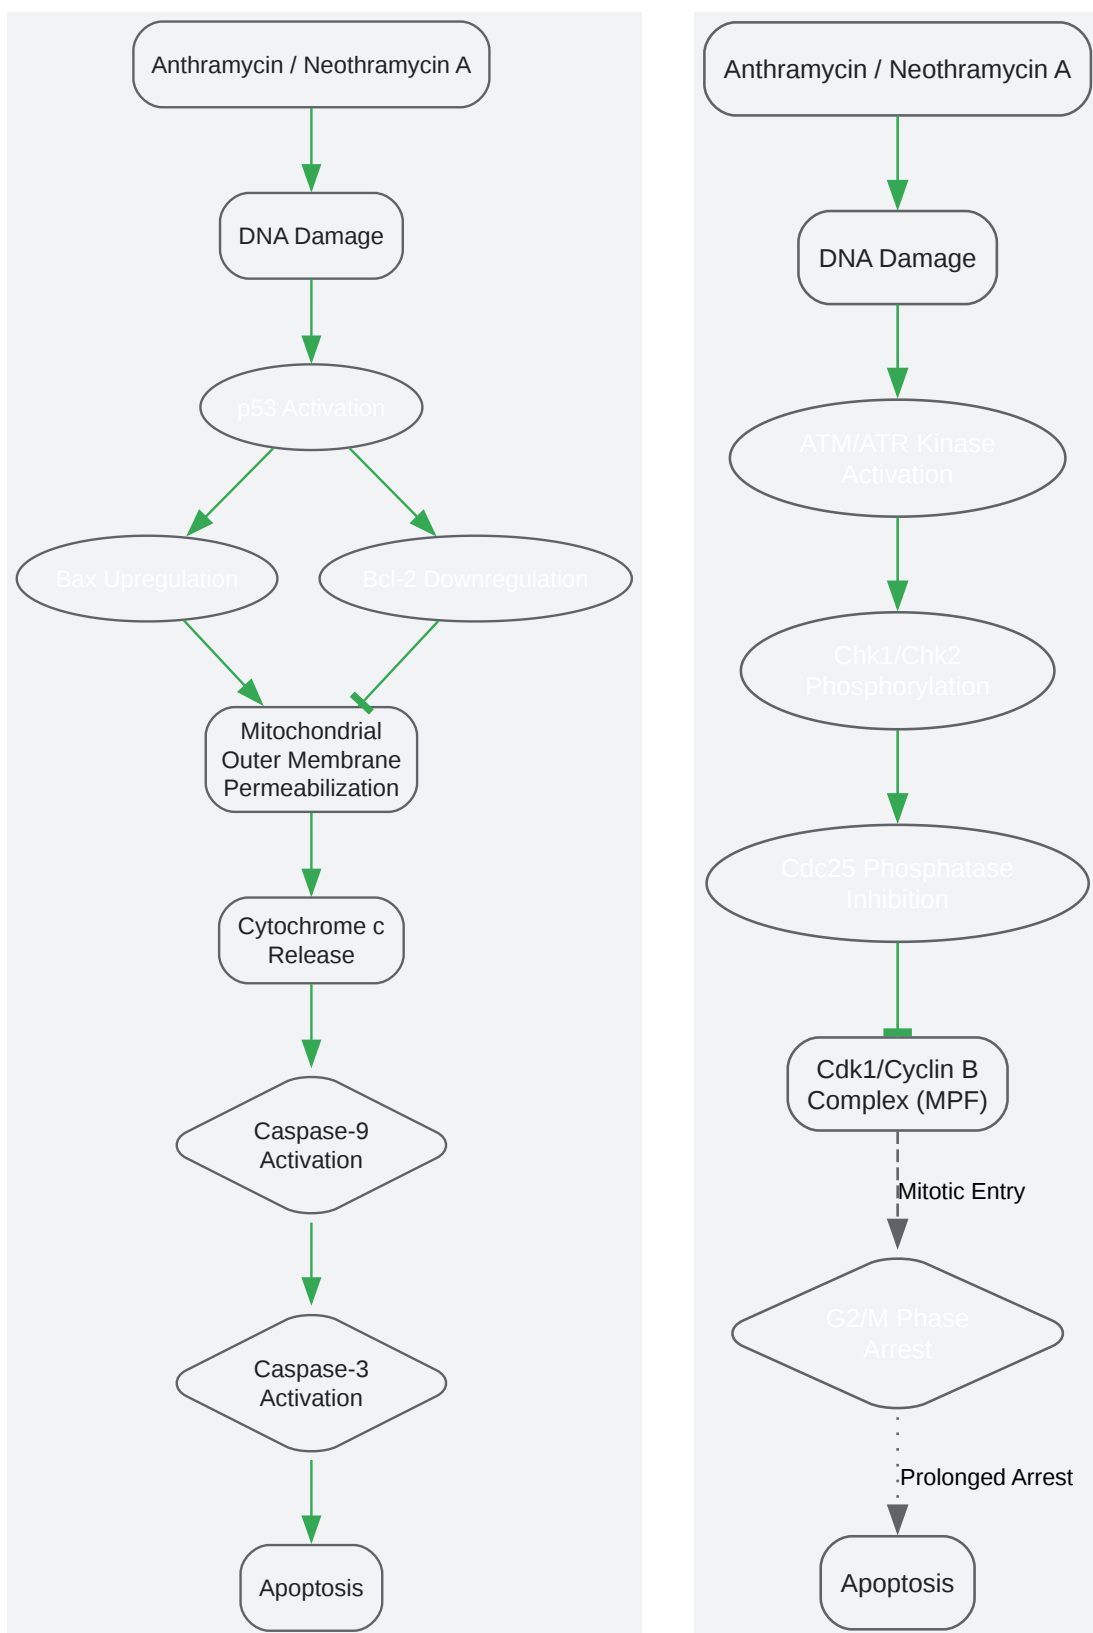 Anthramycin / Neothramycin A
DNA Damage
p53 Activation
Bax Upregulation
Bcl-2 Downregulation
Mitochondrial
Outer Membrane
Permeabilization
Cytochrome c
Release
Caspase-9
Activation
Caspase-3
Activation
Apoptosis
Anthramycin / Neothramycin A
DNA Damage
ATM/ATR Kinase
Activation
Chk1/Chk2
Phosphorylation
Cdc25 Phosphatase
Inhibition
Cdk1/Cyclin B
Complex (MPF)
Mitotic Entry
G2/M Phase
Arrest
Prolonged Arrest
Apoptosis